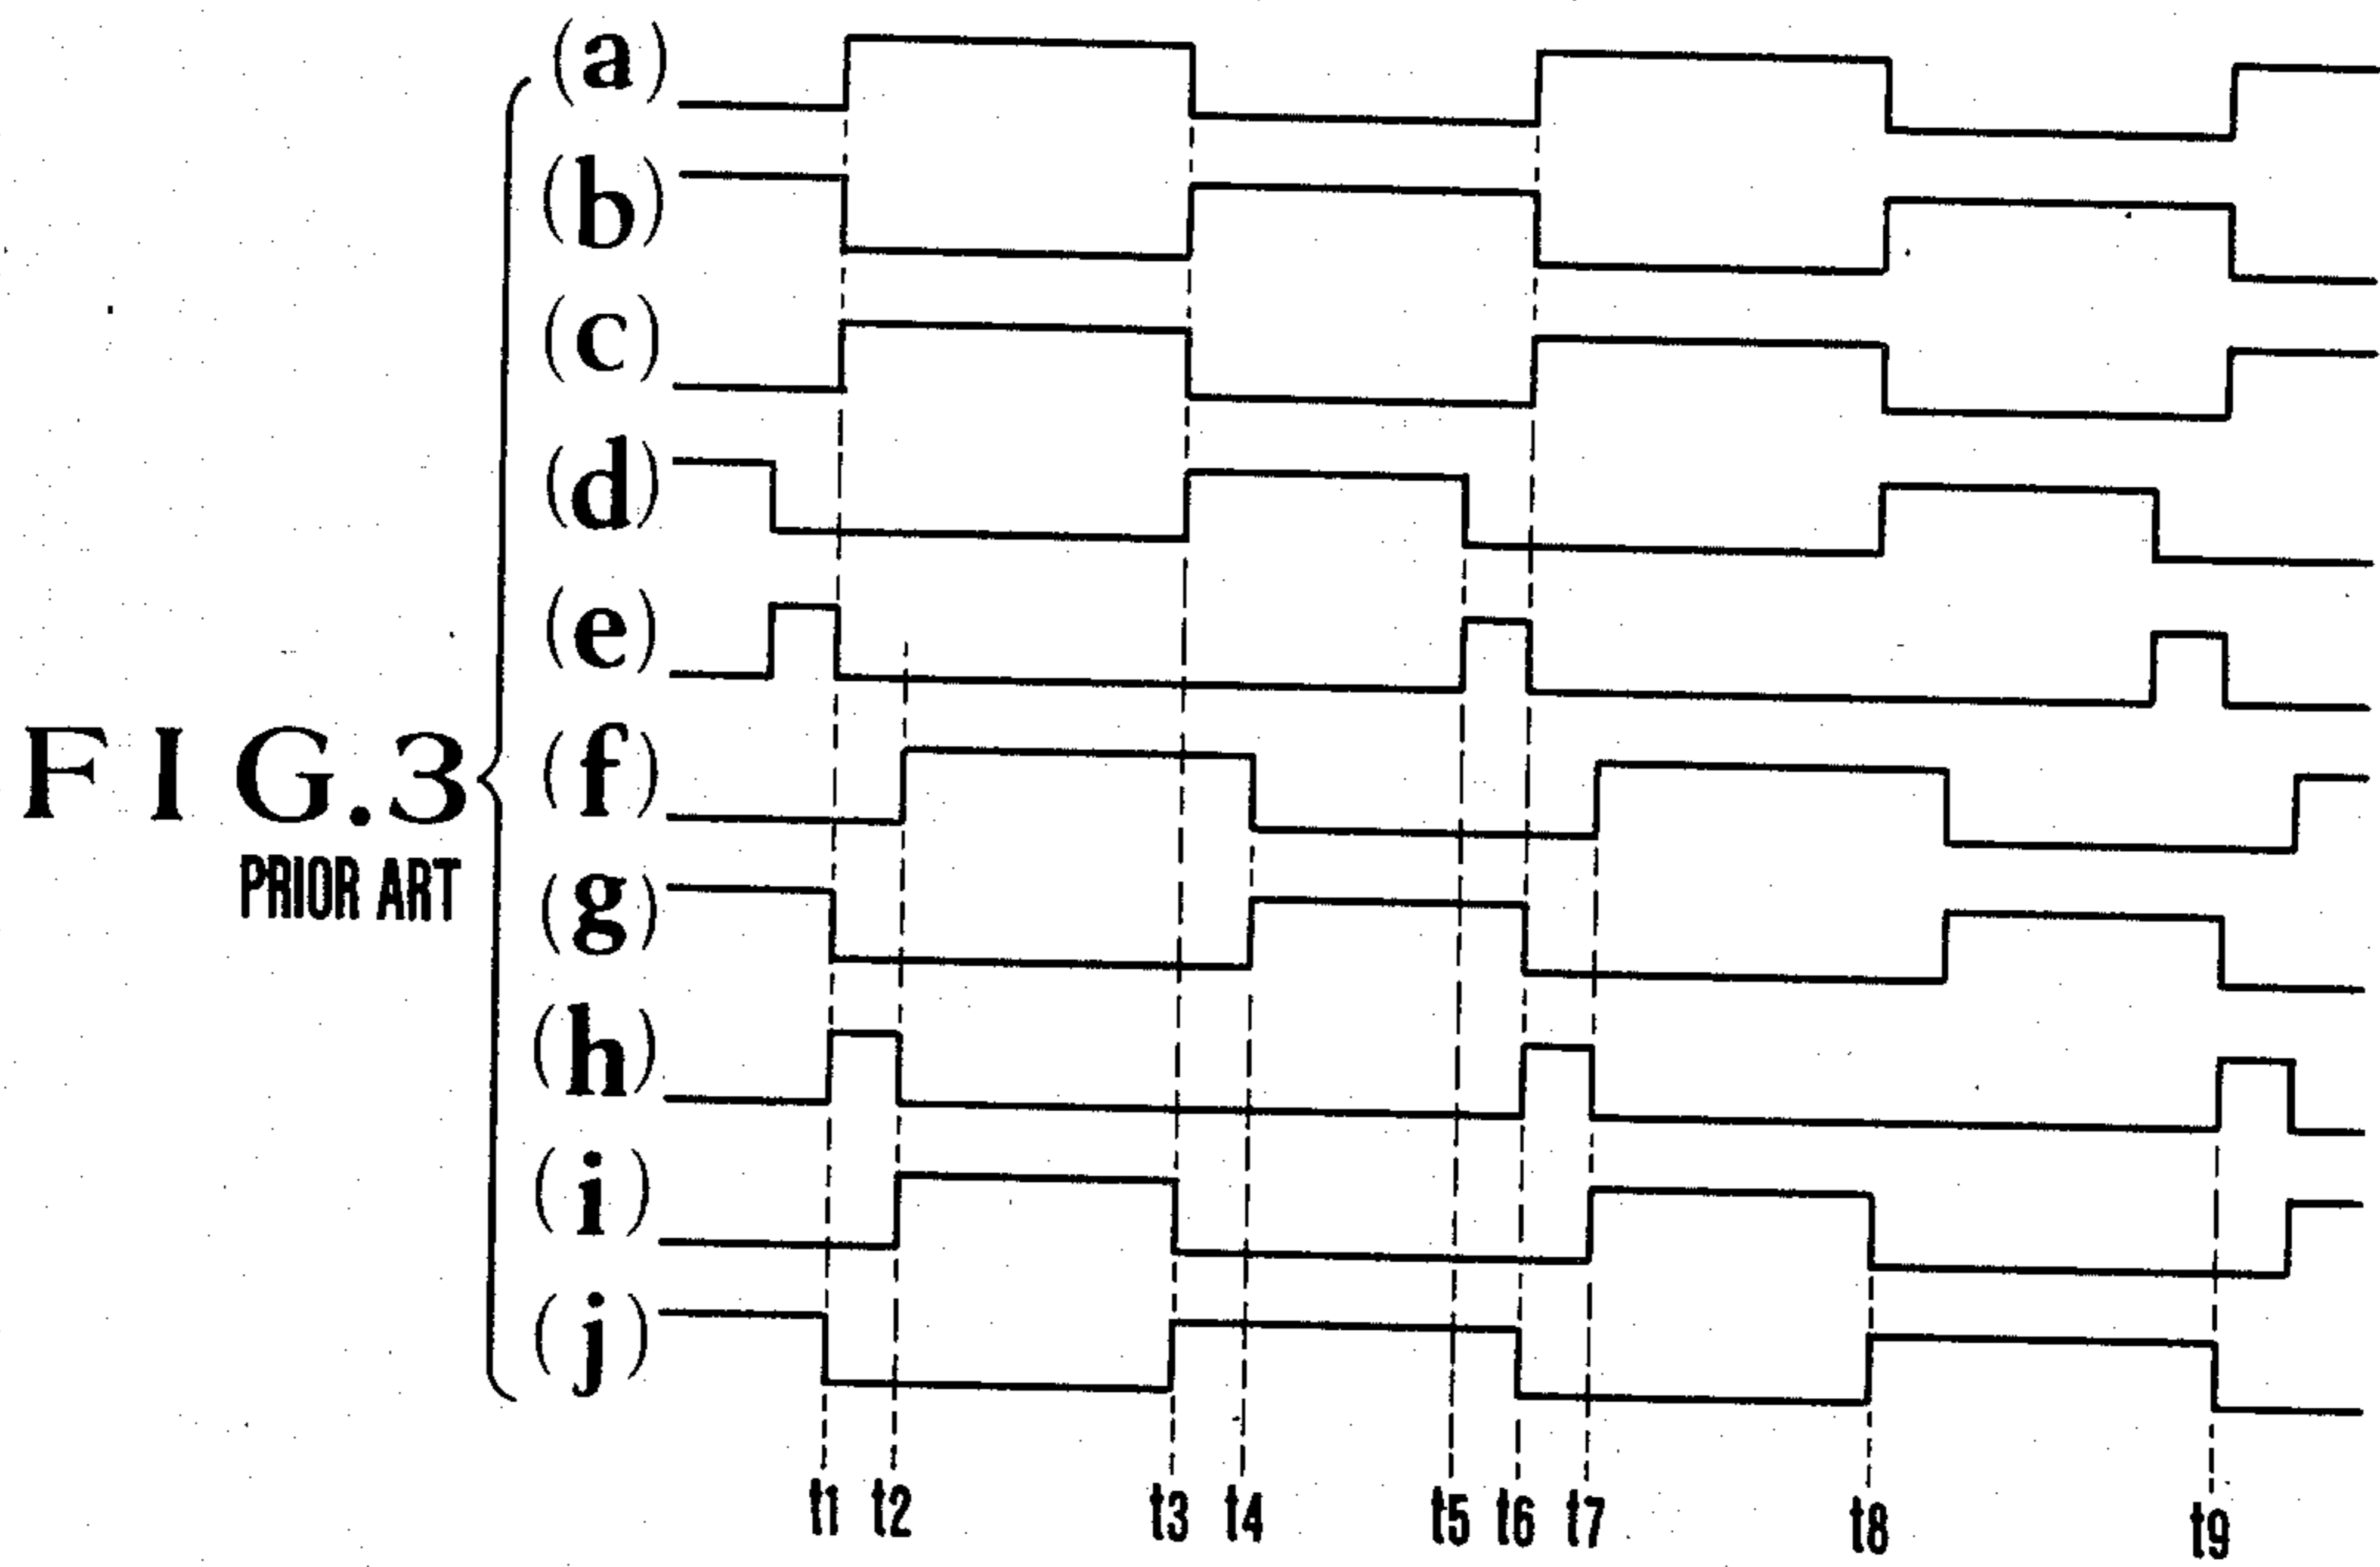 (a)
(b)
(c)
(d)
(e)
FIG.3
(f)
PRIOR ART
(g)
(h)
(i)
(j)
t1 t2 t3 t4 t5 t6 t7 t8 t9